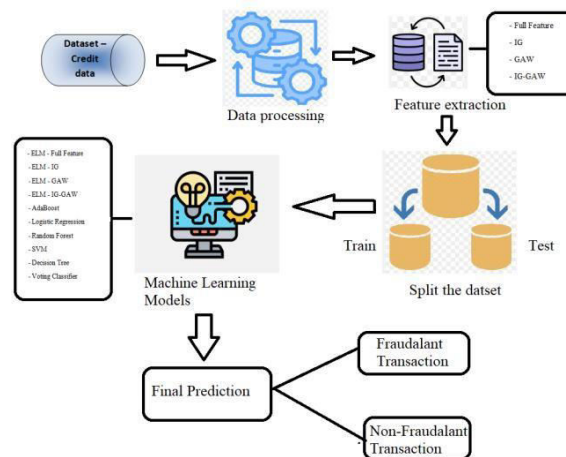 Dataset –
Credit
data
Data processing
Feature extraction
- Full Feature
- IG
- GAW
- IG-GAW
Train
Test
Split the datset
- ELM - Full Feature
- ELM - IG
- ELM - GAW
- ELM - IG-GAW
- AdaBoost
- Logistic Regression
- Random Forest
- SVM
- Decision Tree
- Voting Classifier
Machine Learning
Models
Final Prediction
Fraudalant
Transaction
Non-Fraudalant
Transaction